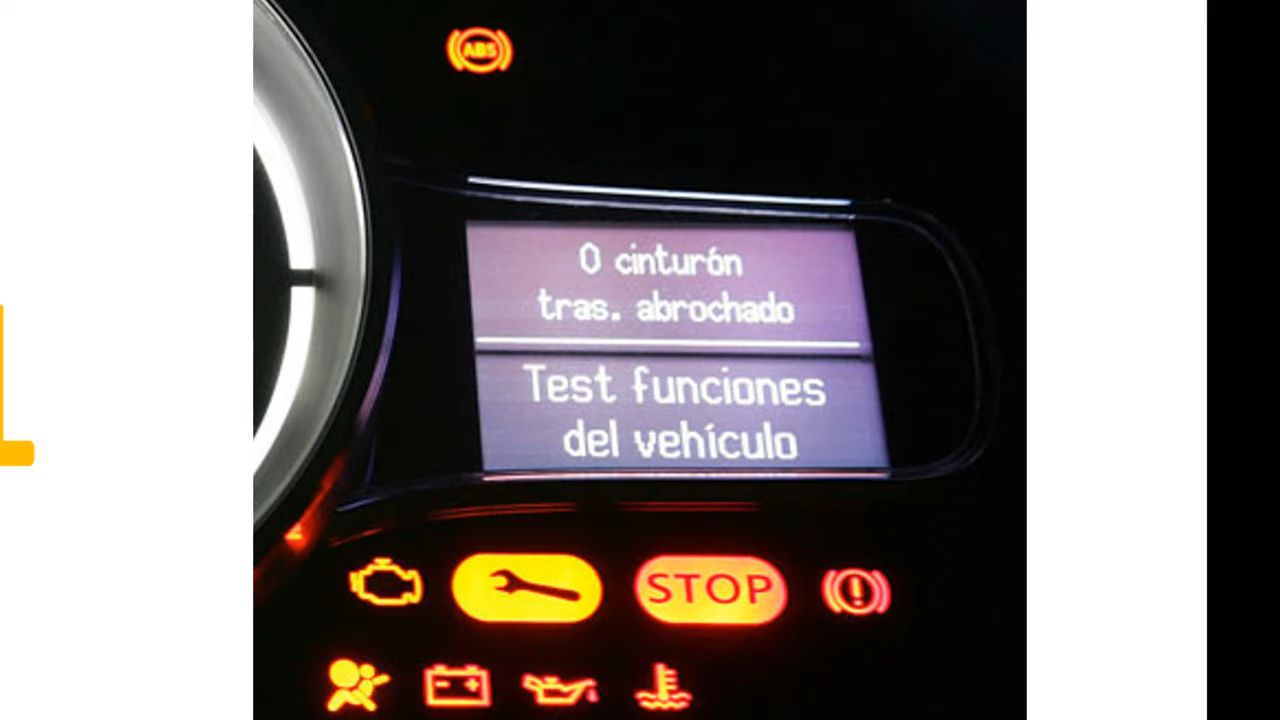 ABS
0 cinturón
tras. abrochado
Test funciones
del vehículo
STOP